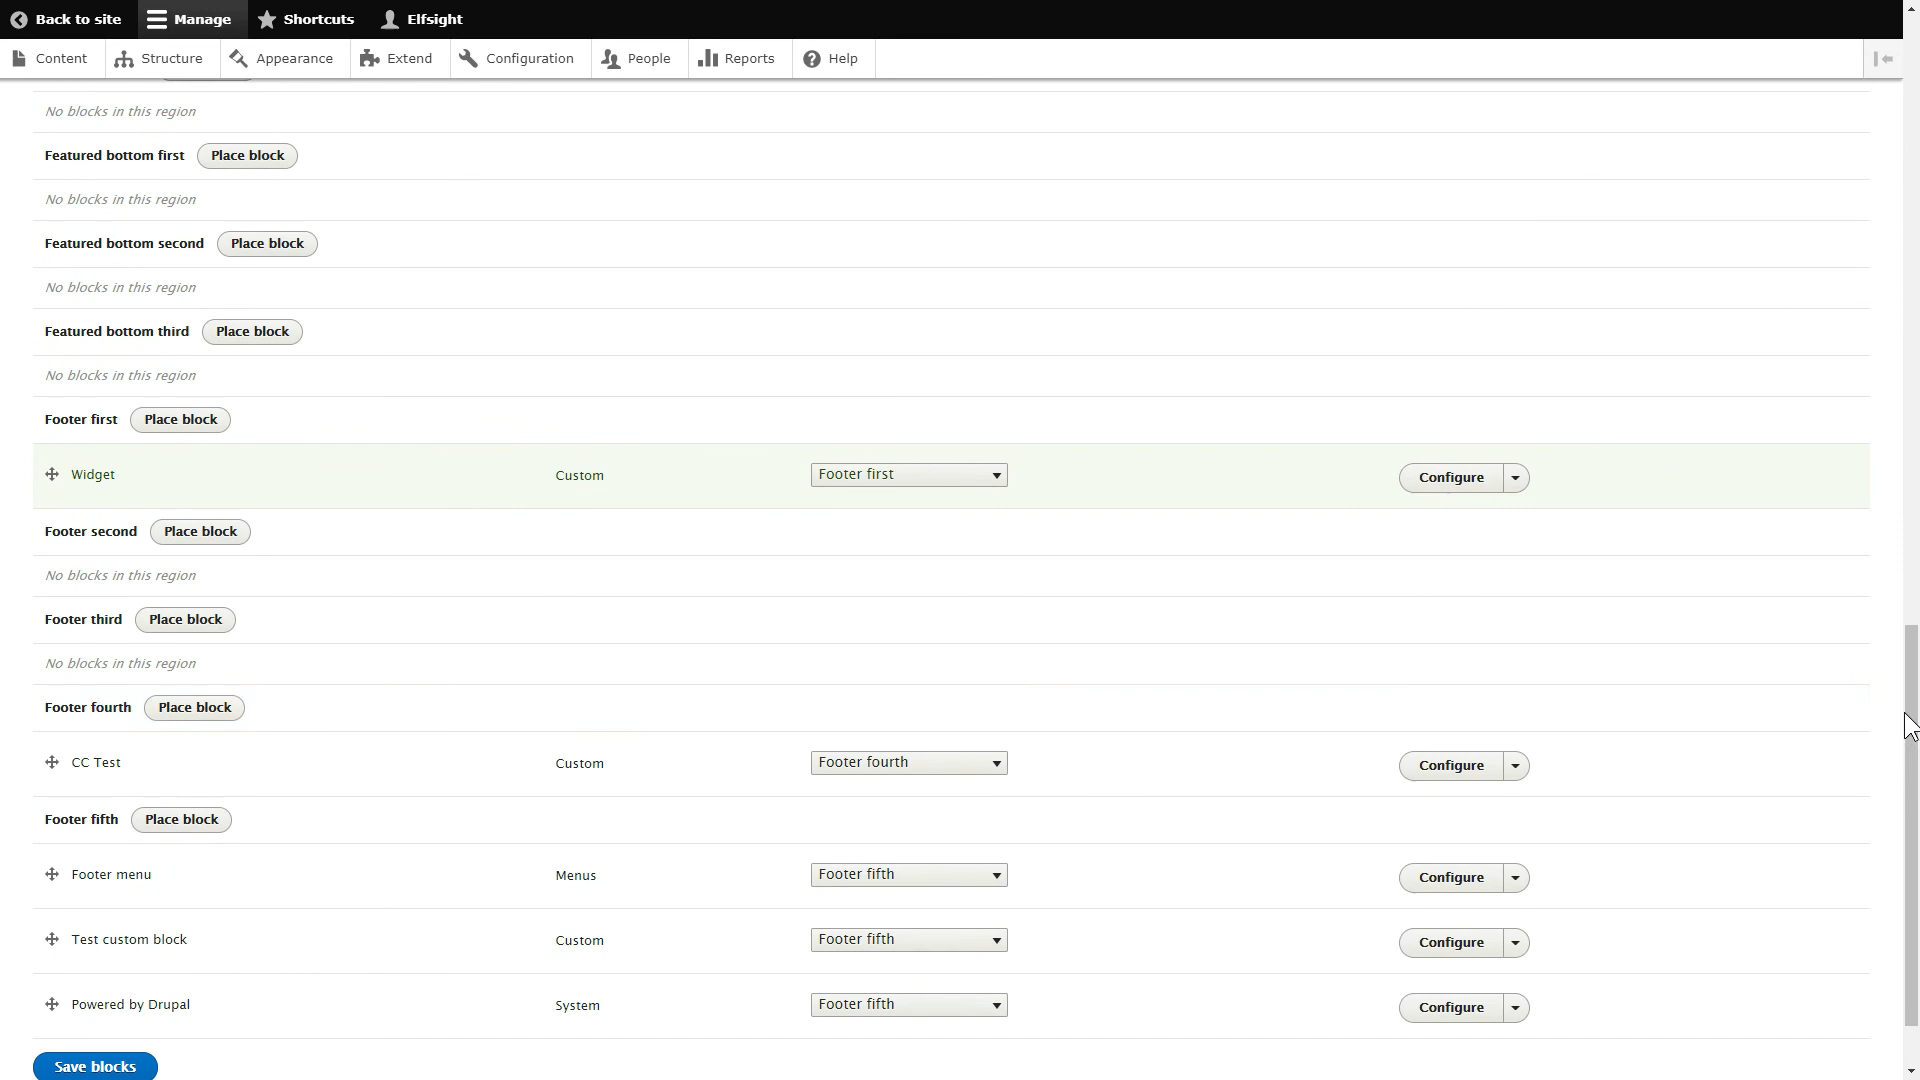 Back to site Manage Shortcuts Elfsight
Content Structure Appearance Extend Configuration People Reports Help
No blocks in this region
Featured bottom first Place block
No blocks in this region
Featured bottom second Place block
No blocks in this region
Featured bottom third Place block
No blocks in this region
Footer first Place block
Widget Custom Footer first Configure
Footer second Place block
No blocks in this region
Footer third Place block
No blocks in this region
Footer fourth Place block
CC Test Custom Footer fourth Configure
Footer fifth Place block
Footer menu Menus Footer fifth Configure
Test custom block Custom Footer fifth Configure
Powered by Drupal System Footer fifth Configure
Save blocks